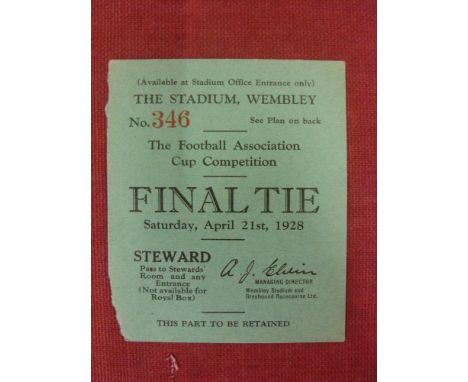 (Available at Stadium Office Entrance only)
THE STADIUM, WEMBLEY
No. 346 See Plan on back
The Football Association
Cup Competition
FINAL TIE
Saturday, April 21st, 1928
STEWARD
Pass to Stewards'
Room and any
Entrance
(Not available for
Royal Box)
A. J. Elvin
MANAGING DIRECTOR
Wembley Stadium and
Greyhound Racecourse Ltd.
THIS PART TO BE RETAINED